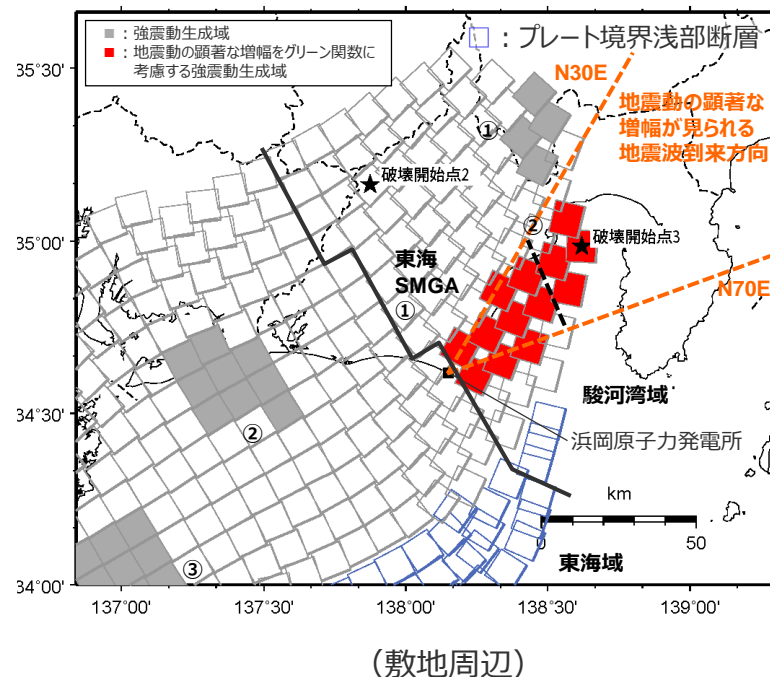 ■：強震動生成域
■：地震動の顕著な増幅をグリーン関数に
考慮する強震動生成域
□：プレート境界浅部断層
N30E
地震動の顕著な
増幅が見られる
地震波到来方向
①
破壊開始点2
②
破壊開始点3
東海
SMGA
①
N70E
駿河湾域
浜岡原子力発電所
②
③
km
0 50
東海域
35°30'
35°00'
34°30'
34°00'
137°00' 137°30' 138°00' 138°30' 139°00'
（敷地周辺）